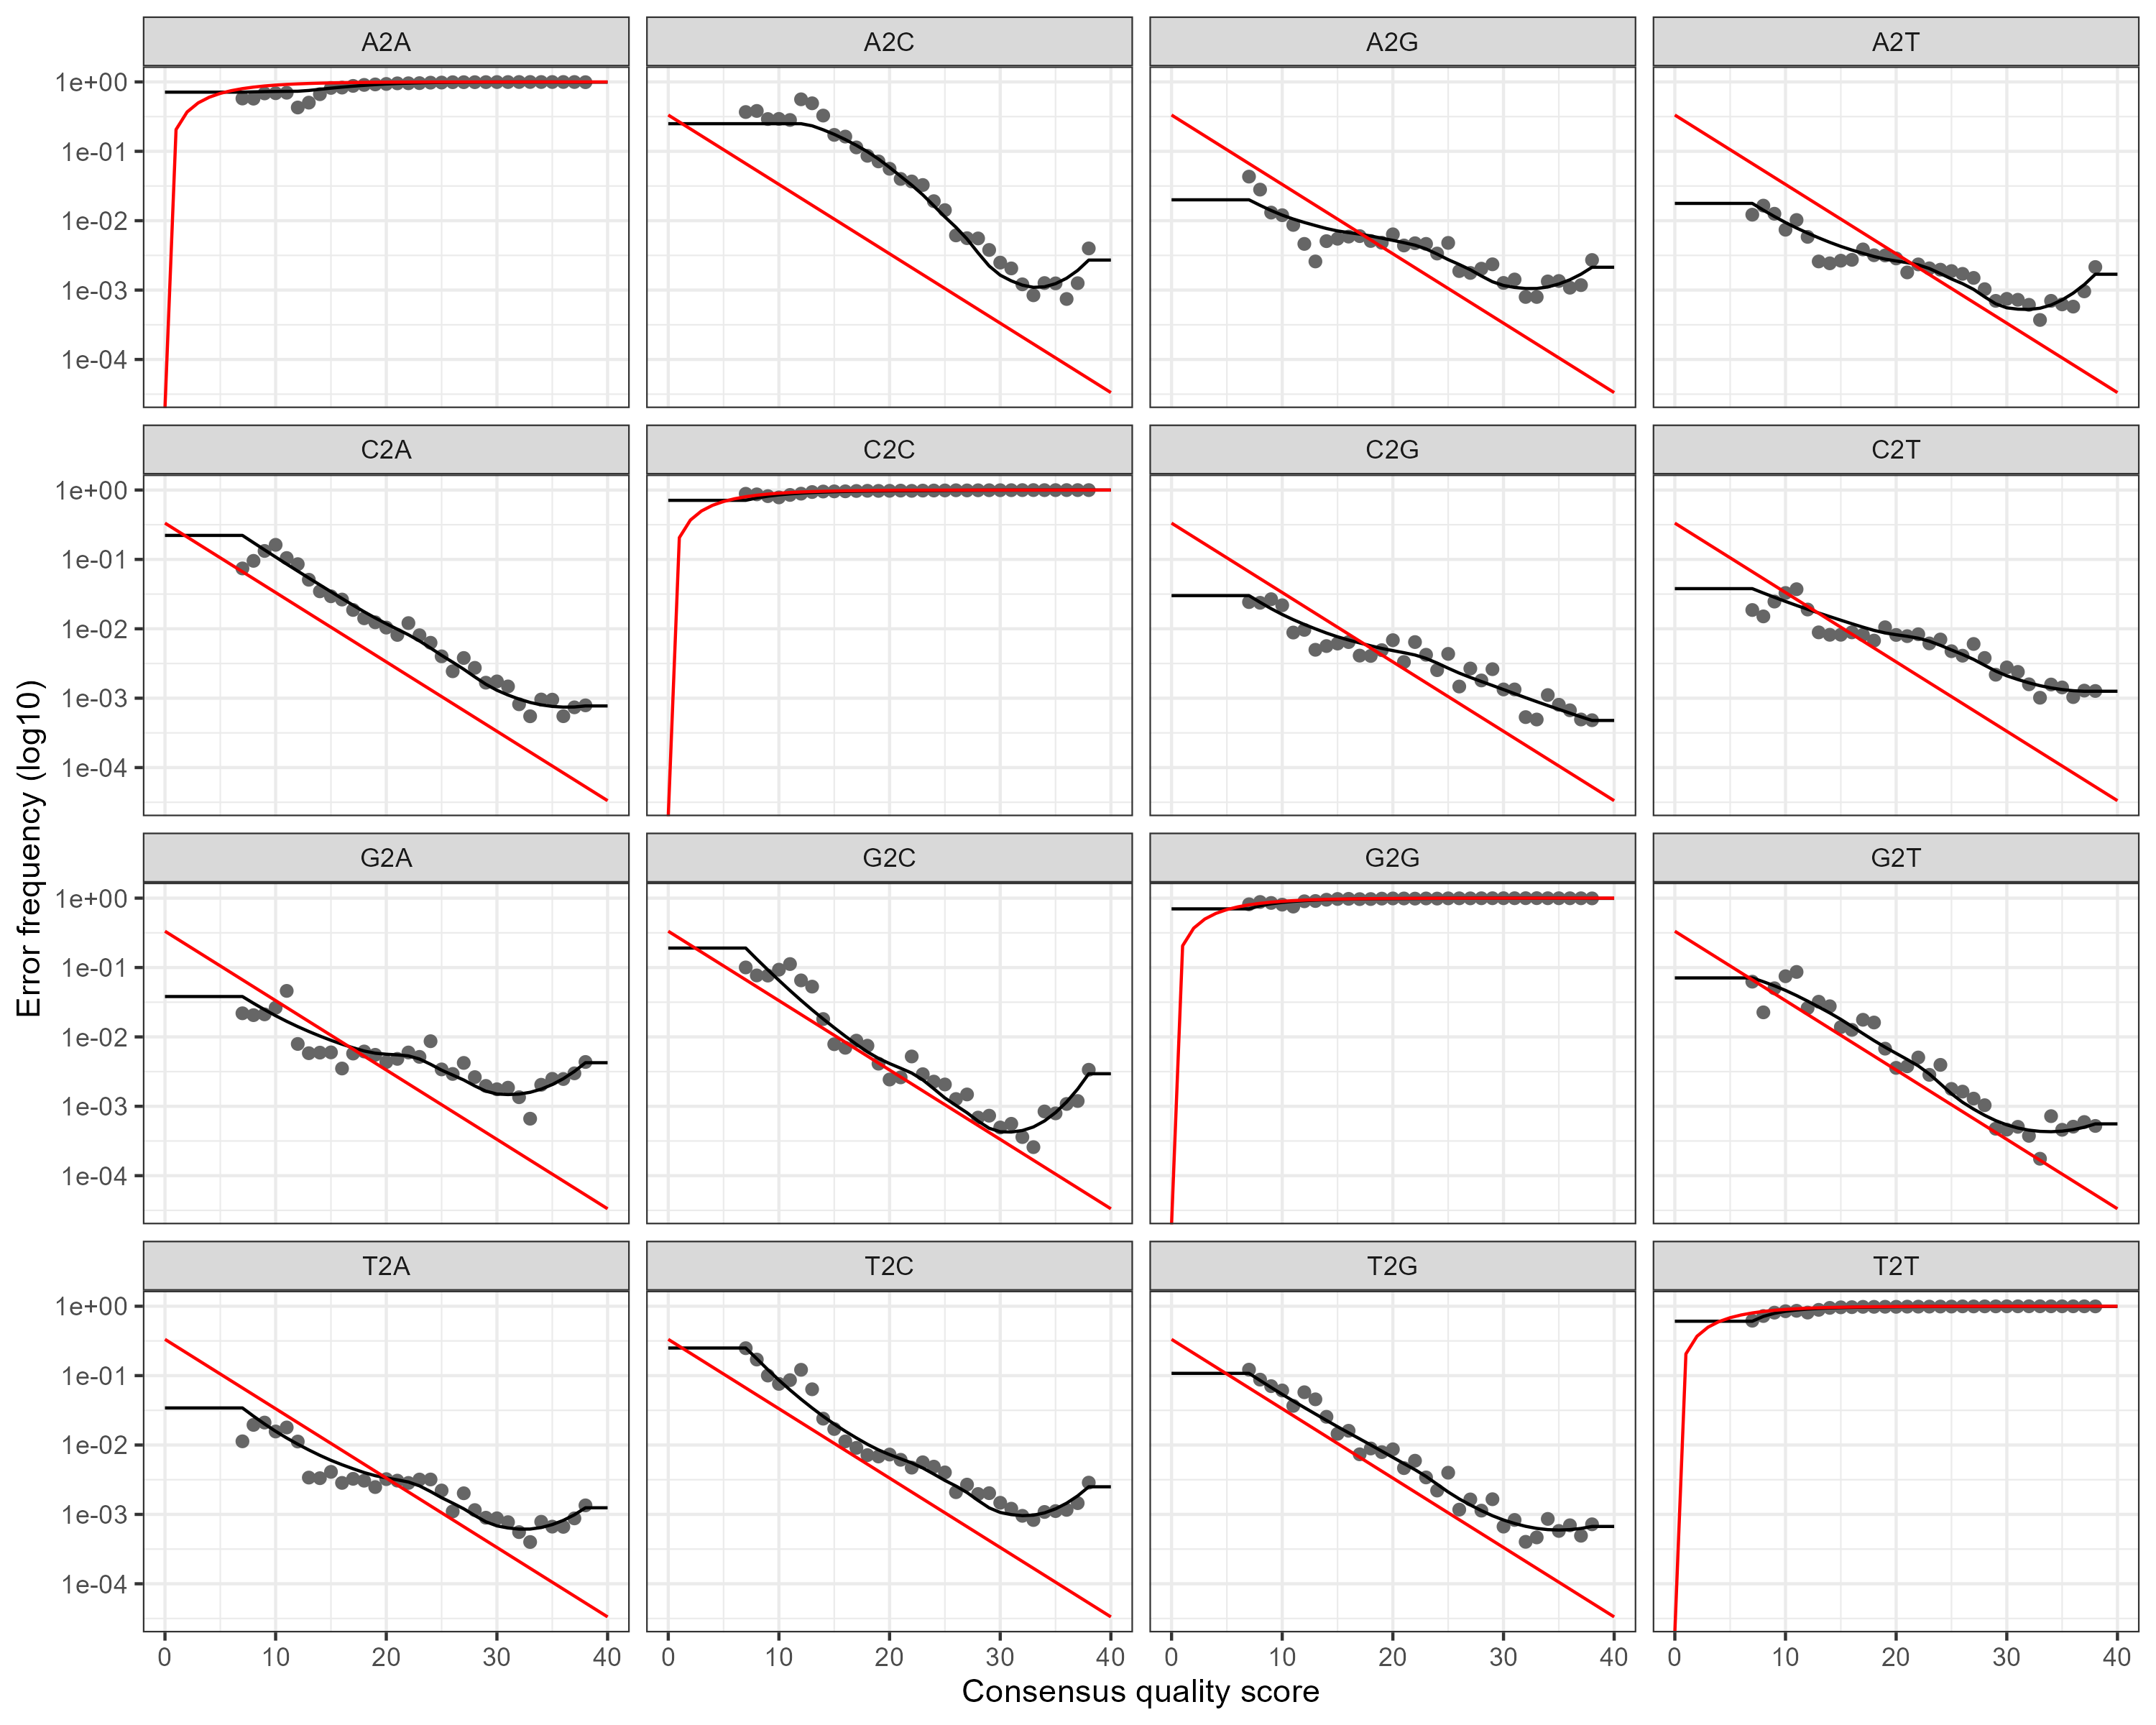 A2A A2C A2G A2T
1e+00
1e-01
1e-02
1e-03
1e-04
C2A C2C C2G C2T
1e+00
1e-01
1e-02
1e-03
1e-04
Error frequency (log10)
G2A G2C G2G G2T
1e+00
1e-01
1e-02
1e-03
1e-04
T2A T2C T2G T2T
1e+00
1e-01
1e-02
1e-03
1e-04
0 10 20 30 40 0 10 20 30 40 0 10 20 30 40 0 10 20 30 40
Consensus quality score